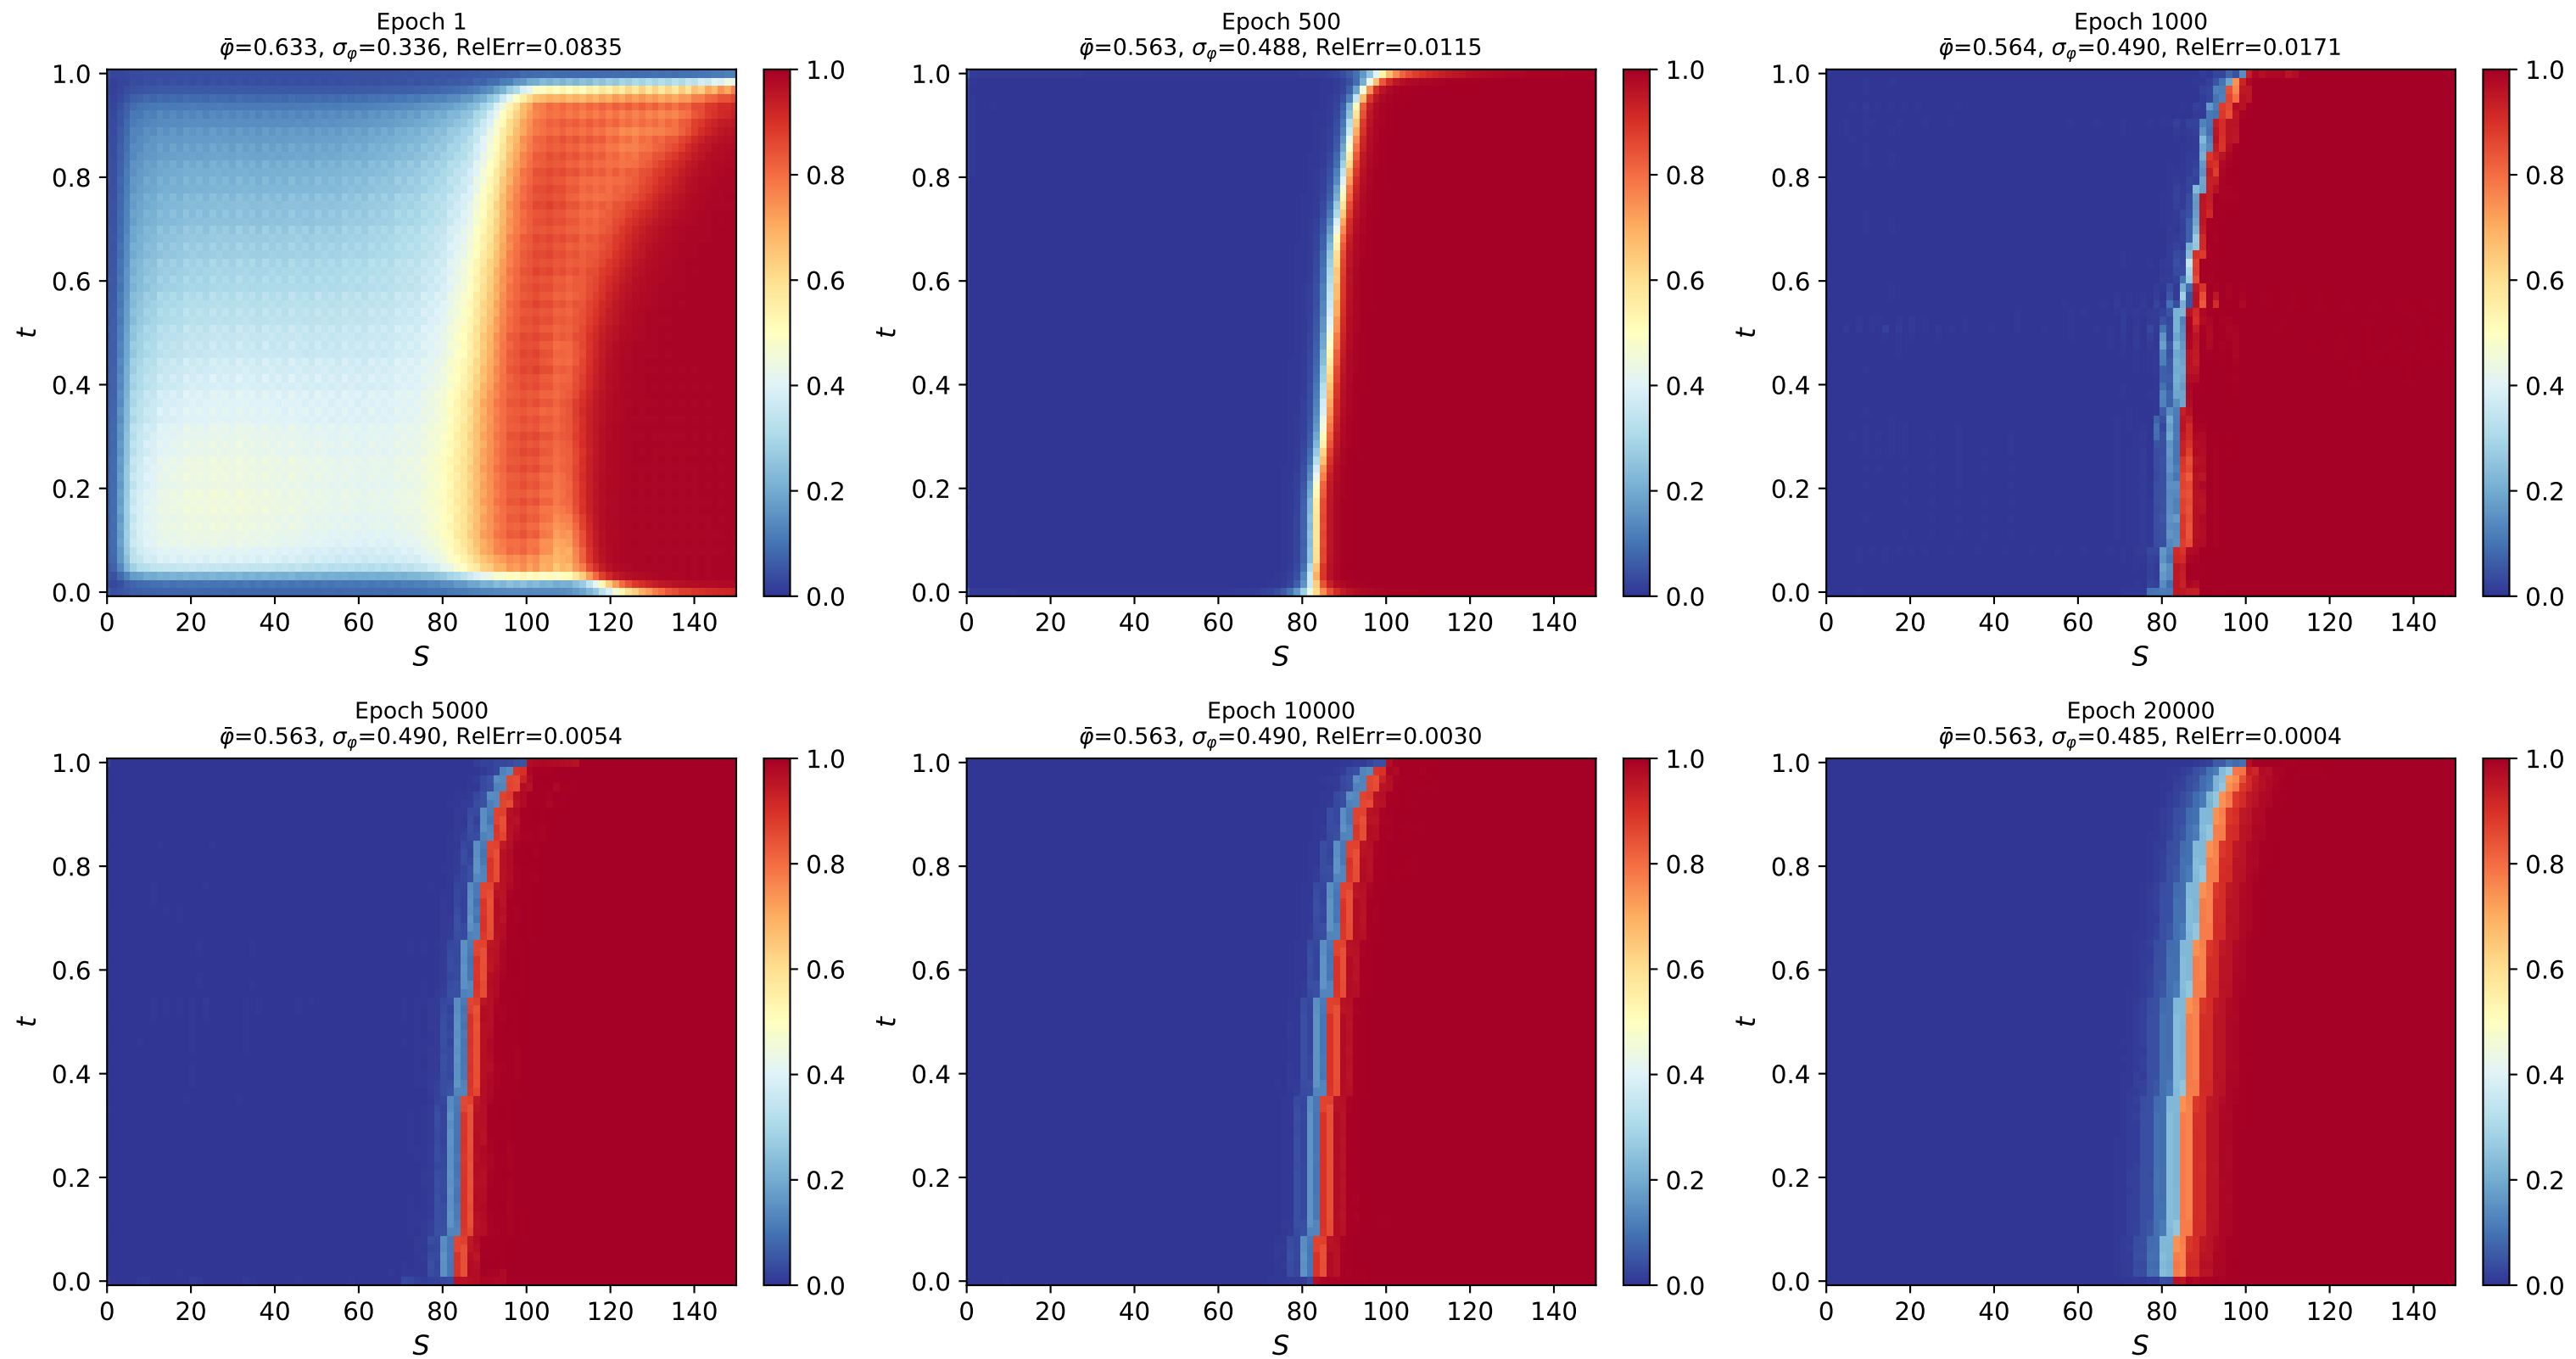 Epoch 1
φ̄=0.633, σᵩ=0.336, RelErr=0.0835
1.0
0.8
0.6
0.4
0.2
0.0
t
0 20 40 60 80 100 120 140
S
1.0
0.8
0.6
0.4
0.2
0.0
Epoch 500
φ̄=0.563, σᵩ=0.488, RelErr=0.0115
1.0
0.8
0.6
0.4
0.2
0.0
t
0 20 40 60 80 100 120 140
S
1.0
0.8
0.6
0.4
0.2
0.0
Epoch 1000
φ̄=0.564, σᵩ=0.490, RelErr=0.0171
1.0
0.8
0.6
0.4
0.2
0.0
t
0 20 40 60 80 100 120 140
S
1.0
0.8
0.6
0.4
0.2
0.0
Epoch 5000
φ̄=0.563, σᵩ=0.490, RelErr=0.0054
1.0
0.8
0.6
0.4
0.2
0.0
t
0 20 40 60 80 100 120 140
S
1.0
0.8
0.6
0.4
0.2
0.0
Epoch 10000
φ̄=0.563, σᵩ=0.490, RelErr=0.0030
1.0
0.8
0.6
0.4
0.2
0.0
t
0 20 40 60 80 100 120 140
S
1.0
0.8
0.6
0.4
0.2
0.0
Epoch 20000
φ̄=0.563, σᵩ=0.485, RelErr=0.0004
1.0
0.8
0.6
0.4
0.2
0.0
t
0 20 40 60 80 100 120 140
S
1.0
0.8
0.6
0.4
0.2
0.0